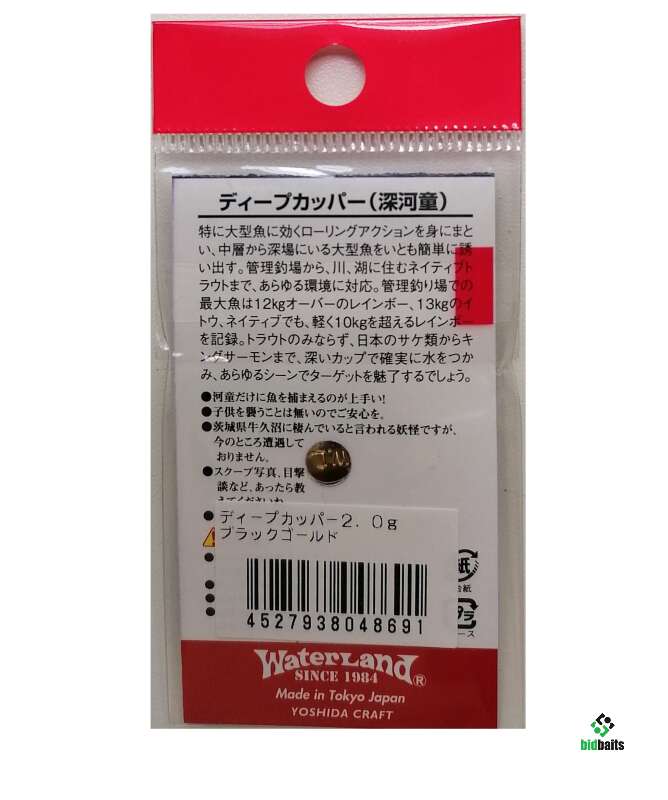 ディープカッパー（深河童）
特に大型魚に効くローリングアクションを身にまと
い、中層から深場にいる大型魚をいとも簡単に誘
い出す。管理釣場から、川、湖に住むネイティブト
ラウトまで、あらゆる環境に対応。管理釣り場での
最大魚は12kgオーバーのレインボー、13kgのイ
トウ、ネイティブでも、軽く10kgを超えるレインボー
を記録。トラウトのみならず、日本のサケ類からキ
ングサーモンまで、深いカップで確実に水をつか
み、あらゆるシーンでターゲットを魅了するでしょう。
●河童だけに魚を捕まえるのが上手い!
●子供を襲うことは無いのでご安心を。
●茨城県牛久沼に棲んでいると言われる妖怪ですが、
今のところ遭遇して
おりません。
●スクープ写真、目撃
談など、あったら教
えてくださいね
ディープカッパー2.0g
ブラックゴールド
4527938048691
紙
台紙
プラ
ース
WaterLand®
SINCE 1984
Made in Tokyo Japan
YOSHIDA CRAFT
bidbaits